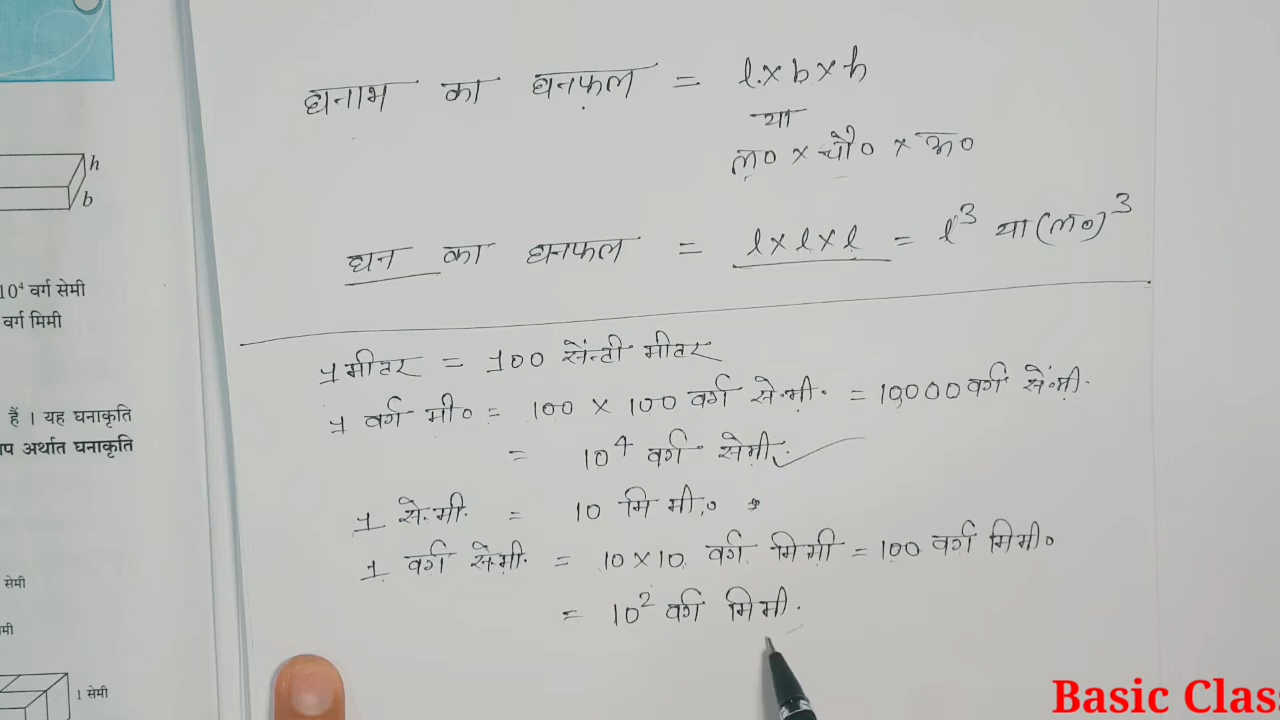 h
b
10⁴ वर्ग सेमी
वर्ग मिमी
हैं । यह घनाकृति
प अर्थात घनाकृति
सेमी
मी
1 सेमी
घनाभ का घनफल = l×b×h
या
ल० × चौ० × ऊ०
घन का घनफल = l×l×l = l³ या (ल०)³
1 मीटर = 100 सेंन्टी मीटर
1 वर्ग मी० = 100 × 100 वर्ग से.मी. = 10,000 वर्ग सें.मी.
= 10⁴ वर्ग सेमी.
1 से.मी. = 10 मि मी.०
1 वर्ग सेमी. = 10×10 वर्ग मिमी = 100 वर्ग मिमी०
= 10² वर्ग मिमी.
Basic Clas